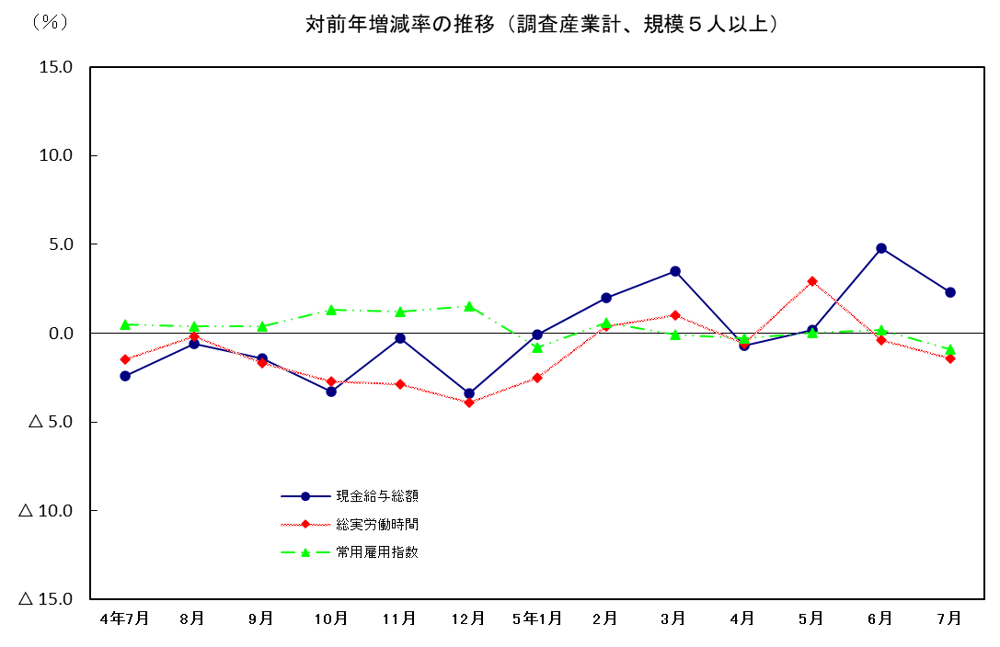 （％）
対前年増減率の推移（調査産業計、規模５人以上）
15.0
10.0
5.0
0.0
△ 5.0
△ 10.0
△ 15.0
現金給与総額
総実労働時間
常用雇用指数
4年7月 8月 9月 10月 11月 12月 5年1月 2月 3月 4月 5月 6月 7月